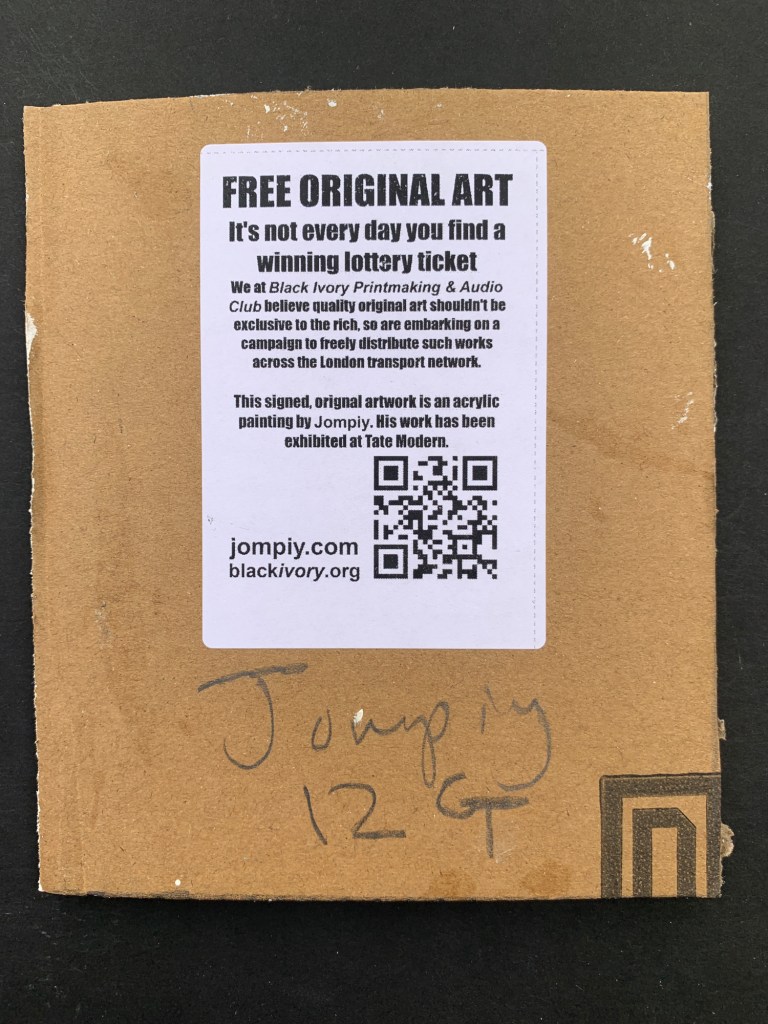 FREE ORIGINAL ART
It's not every day you find a
winning lottery ticket
We at Black Ivory Printmaking & Audio
Club believe quality original art shouldn't be
exclusive to the rich, so are embarking on a
campaign to freely distribute such works
across the London transport network.
This signed, orignal artwork is an acrylic
painting by Jompiy. His work has been
exhibited at Tate Modern.
jompiy.com
blackivory.org
Jompiy
12 GT